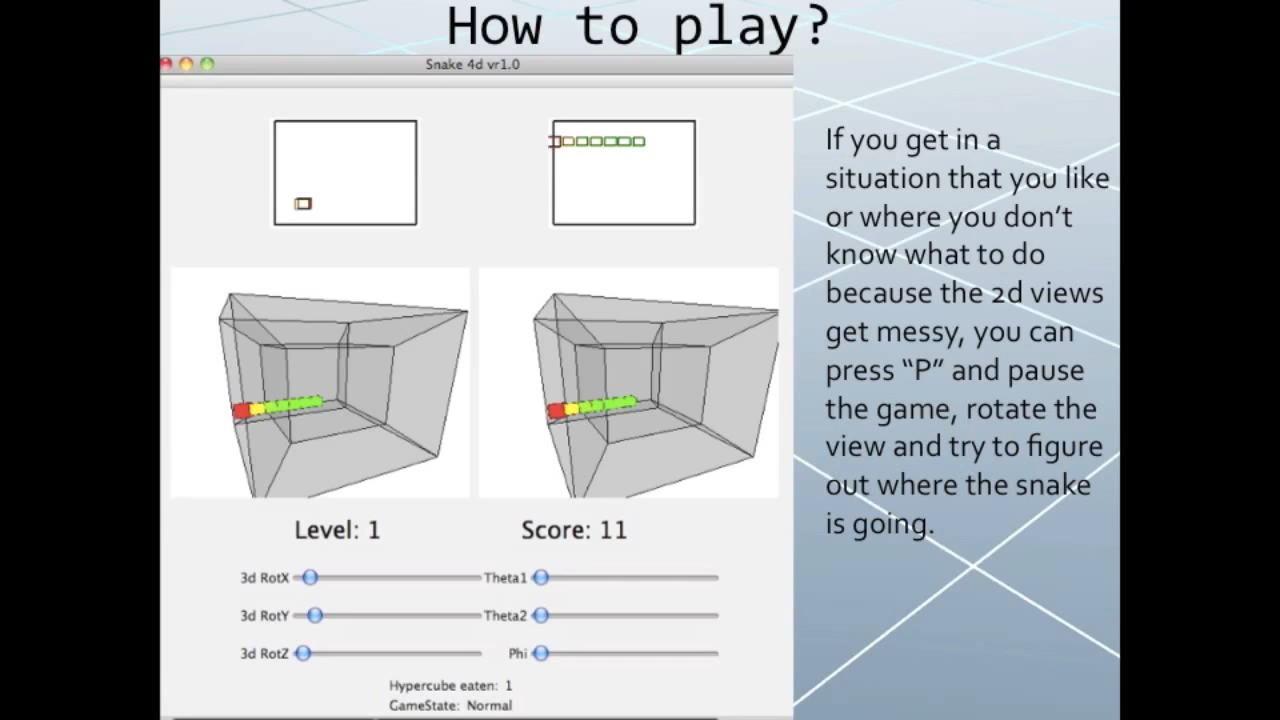 How to play?
Snake 4d vr1.0
If you get in a
situation that you like
or where you don't
know what to do
because the 2d views
get messy, you can
press “P” and pause
the game, rotate the
view and try to figure
out where the snake
is going.
Level: 1
Score: 11
3d RotX
Theta1
3d RotY
Theta2
3d RotZ
Phi
Hypercube eaten: 1
GameState: Normal